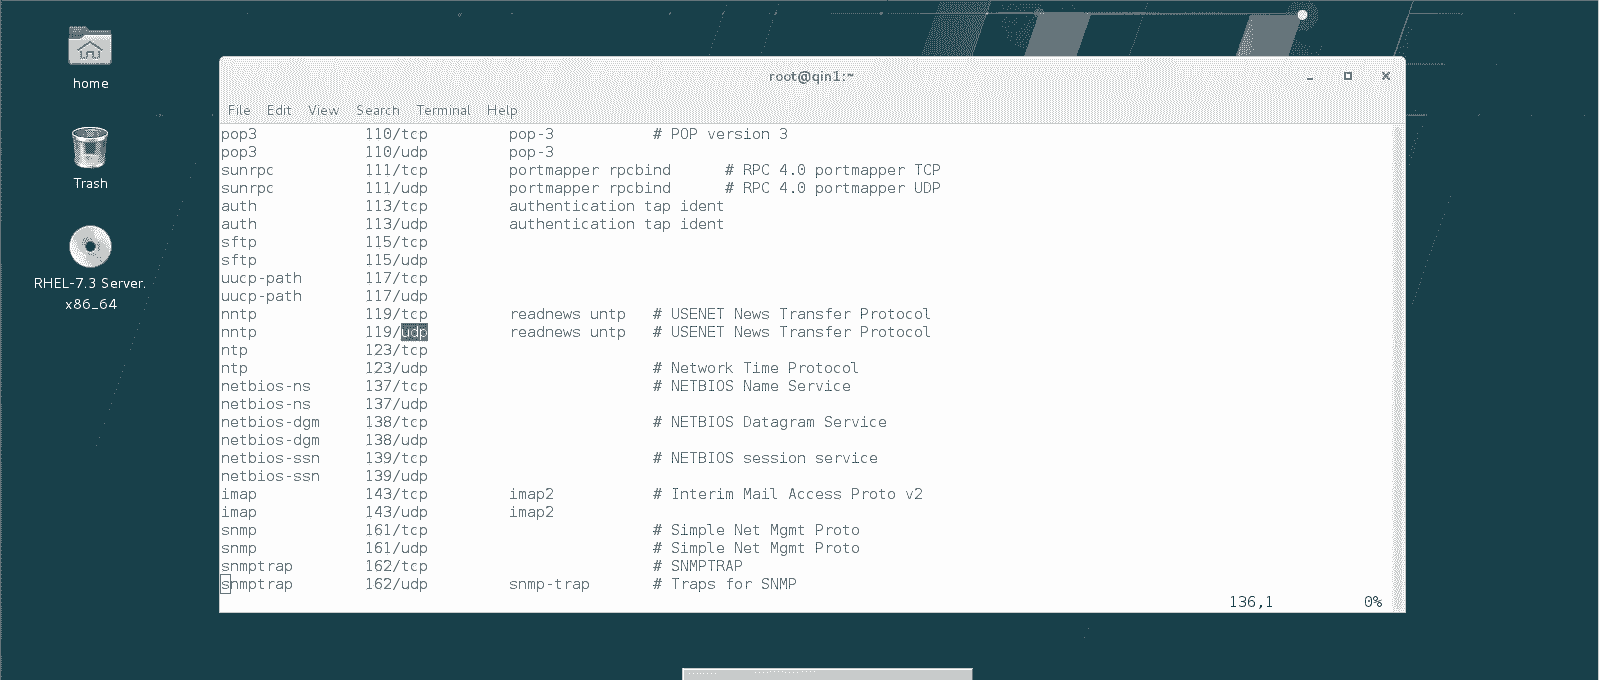 home
Trash
RHEL-7.3 Server.
x86_64
root@qin1:~
File Edit View Search Terminal Help
pop3 110/tcp pop-3 # POP version 3
pop3 110/udp pop-3
sunrpc 111/tcp portmapper rpcbind # RPC 4.0 portmapper TCP
sunrpc 111/udp portmapper rpcbind # RPC 4.0 portmapper UDP
auth 113/tcp authentication tap ident
auth 113/udp authentication tap ident
sftp 115/tcp
sftp 115/udp
uucp-path 117/tcp
uucp-path 117/udp
nntp 119/tcp readnews untp # USENET News Transfer Protocol
nntp 119/udp readnews untp # USENET News Transfer Protocol
ntp 123/tcp
ntp 123/udp # Network Time Protocol
netbios-ns 137/tcp # NETBIOS Name Service
netbios-ns 137/udp
netbios-dgm 138/tcp # NETBIOS Datagram Service
netbios-dgm 138/udp
netbios-ssn 139/tcp # NETBIOS session service
netbios-ssn 139/udp
imap 143/tcp imap2 # Interim Mail Access Proto v2
imap 143/udp imap2
snmp 161/tcp # Simple Net Mgmt Proto
snmp 161/udp # Simple Net Mgmt Proto
snmptrap 162/tcp # SNMPTRAP
snmptrap 162/udp snmp-trap # Traps for SNMP
136,1 0%